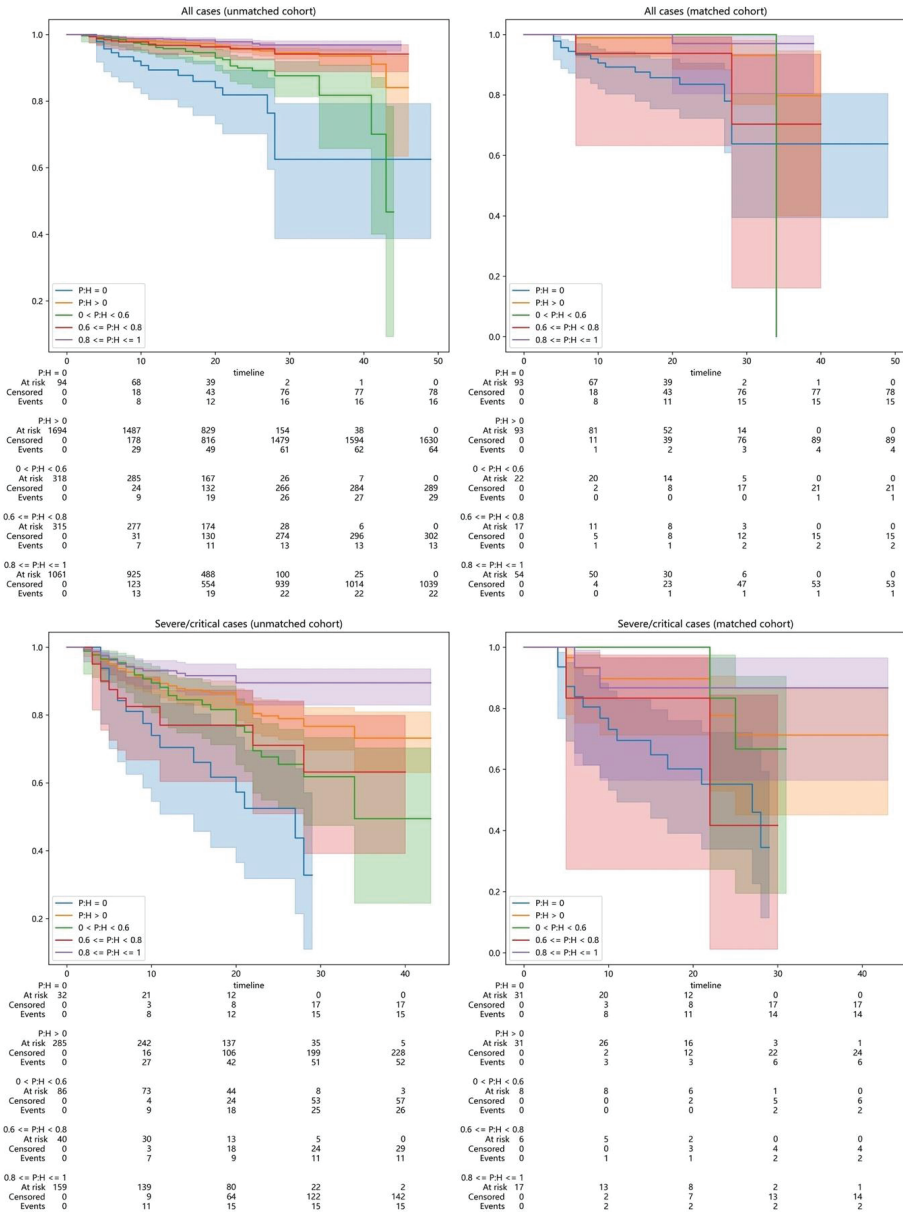 All cases (unmatched cohort)
1.0
0.8
0.6
0.4
0.2
P:H = 0
P:H > 0
0 < P:H < 0.6
0.6 <= P:H < 0.8
0.8 <= P:H <= 1
0 10 20 30 40 50
timeline
P:H = 0
At risk 94 68 39 2 1 0
Censored 0 18 43 76 77 78
Events 0 8 12 16 16 16
P:H > 0
At risk 1694 1487 829 154 38 0
Censored 0 178 816 1479 1594 1630
Events 0 29 49 61 62 64
0 < P:H < 0.6
At risk 318 285 167 26 7 0
Censored 0 24 132 266 284 289
Events 0 9 19 26 27 29
0.6 <= P:H < 0.8
At risk 315 277 174 28 6 0
Censored 0 31 130 274 296 302
Events 0 7 11 13 13 13
0.8 <= P:H <= 1
At risk 1061 925 488 100 25 0
Censored 0 123 554 939 1014 1039
Events 0 13 19 22 22 22
All cases (matched cohort)
1.0
0.8
0.6
0.4
0.2
0.0
P:H = 0
P:H > 0
0 < P:H < 0.6
0.6 <= P:H < 0.8
0.8 <= P:H <= 1
0 10 20 30 40 50
timeline
P:H = 0
At risk 93 67 39 2 1 0
Censored 0 18 43 76 77 78
Events 0 8 11 15 15 15
P:H > 0
At risk 93 81 52 14 0 0
Censored 0 11 39 76 89 89
Events 0 1 2 3 4 4
0 < P:H < 0.6
At risk 22 20 14 5 0 0
Censored 0 2 8 17 21 21
Events 0 0 0 0 1 1
0.6 <= P:H < 0.8
At risk 17 11 8 3 0 0
Censored 0 5 8 12 15 15
Events 0 1 1 2 2 2
0.8 <= P:H <= 1
At risk 54 50 30 6 0 0
Censored 0 4 23 47 53 53
Events 0 0 1 1 1 1
Severe/critical cases (unmatched cohort)
1.0
0.8
0.6
0.4
0.2
P:H = 0
P:H > 0
0 < P:H < 0.6
0.6 <= P:H < 0.8
0.8 <= P:H <= 1
0 10 20 30 40
timeline
P:H = 0
At risk 32 21 12 0 0
Censored 0 3 8 17 17
Events 0 8 12 15 15
P:H > 0
At risk 285 242 137 35 5
Censored 0 16 106 199 228
Events 0 27 42 51 52
0 < P:H < 0.6
At risk 86 73 44 8 3
Censored 0 4 24 53 57
Events 0 9 18 25 26
0.6 <= P:H < 0.8
At risk 40 30 13 5 0
Censored 0 3 18 24 29
Events 0 7 9 11 11
0.8 <= P:H <= 1
At risk 159 139 80 22 2
Censored 0 9 64 122 142
Events 0 11 15 15 15
Severe/critical cases (matched cohort)
1.0
0.8
0.6
0.4
0.2
0.0
P:H = 0
P:H > 0
0 < P:H < 0.6
0.6 <= P:H < 0.8
0.8 <= P:H <= 1
0 10 20 30 40
timeline
P:H = 0
At risk 31 20 12 0 0
Censored 0 3 8 17 17
Events 0 8 11 14 14
P:H > 0
At risk 31 26 16 3 1
Censored 0 2 12 22 24
Events 0 3 3 6 6
0 < P:H < 0.6
At risk 8 8 6 1 0
Censored 0 0 2 5 6
Events 0 0 0 2 2
0.6 <= P:H < 0.8
At risk 6 5 2 0 0
Censored 0 0 3 4 4
Events 0 1 1 2 2
0.8 <= P:H <= 1
At risk 17 13 8 2 1
Censored 0 2 7 13 14
Events 0 2 2 2 2